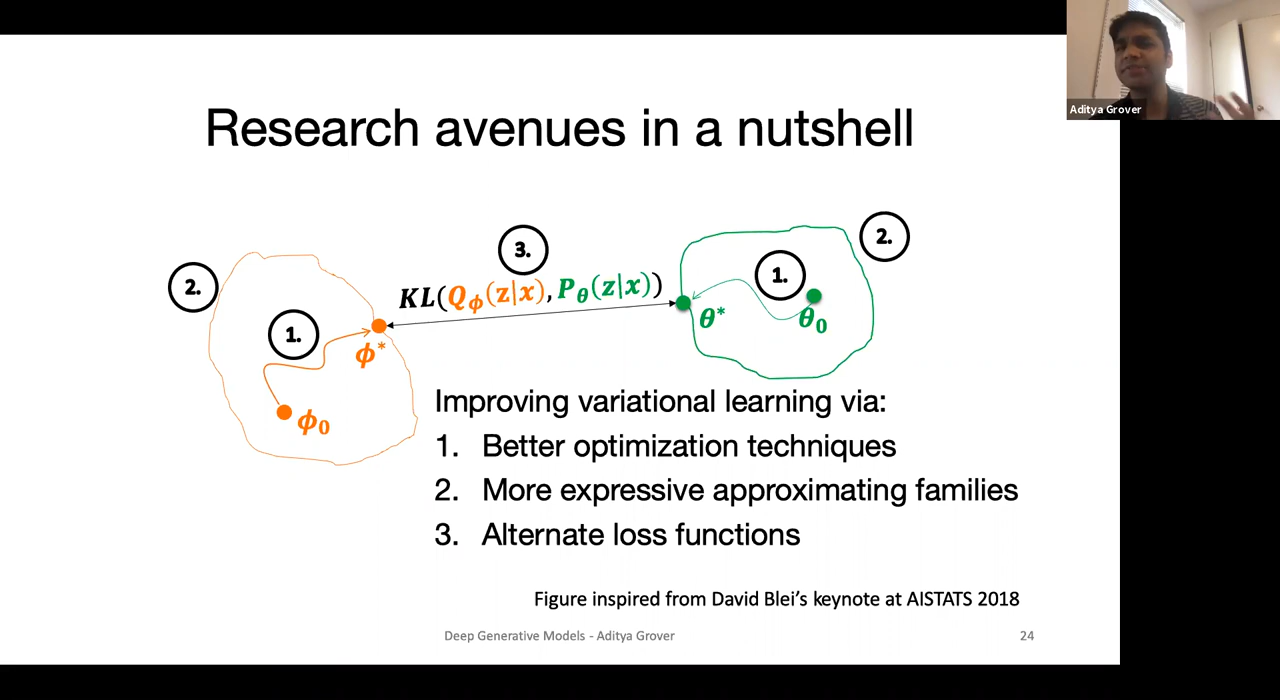 Aditya Grover
Research avenues in a nutshell
3.
2.
2.
1.
1.
KL(Qϕ(z|x), Pθ(z|x))
θ*
θ0
ϕ*
ϕ0
Improving variational learning via:
1. Better optimization techniques
2. More expressive approximating families
3. Alternate loss functions
Figure inspired from David Blei's keynote at AISTATS 2018
Deep Generative Models - Aditya Grover
24